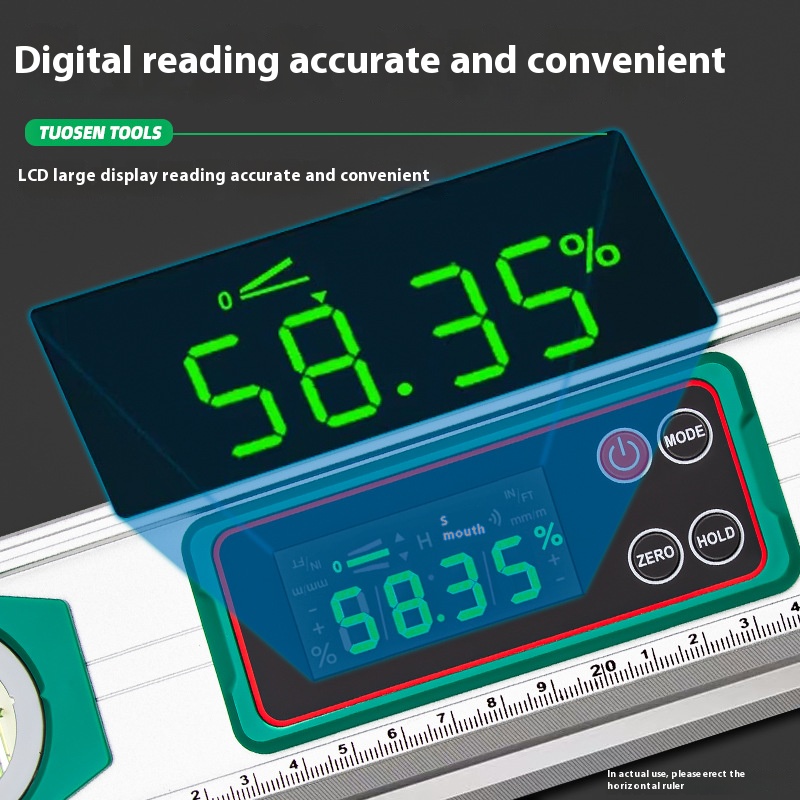 Digital reading accurate and convenient
TUOSEN TOOLS
LCD large display reading accurate and convenient
0
58.35%
MODE
ZERO
HOLD
IN/FT
mm/m
S
mouth
H
0
IN/FT
mm/m
58.35%
+
-
-
+
%
2 3 4 5 6 7 8 9 20 1 2 3 4
In actual use, please erect the
horizontal ruler